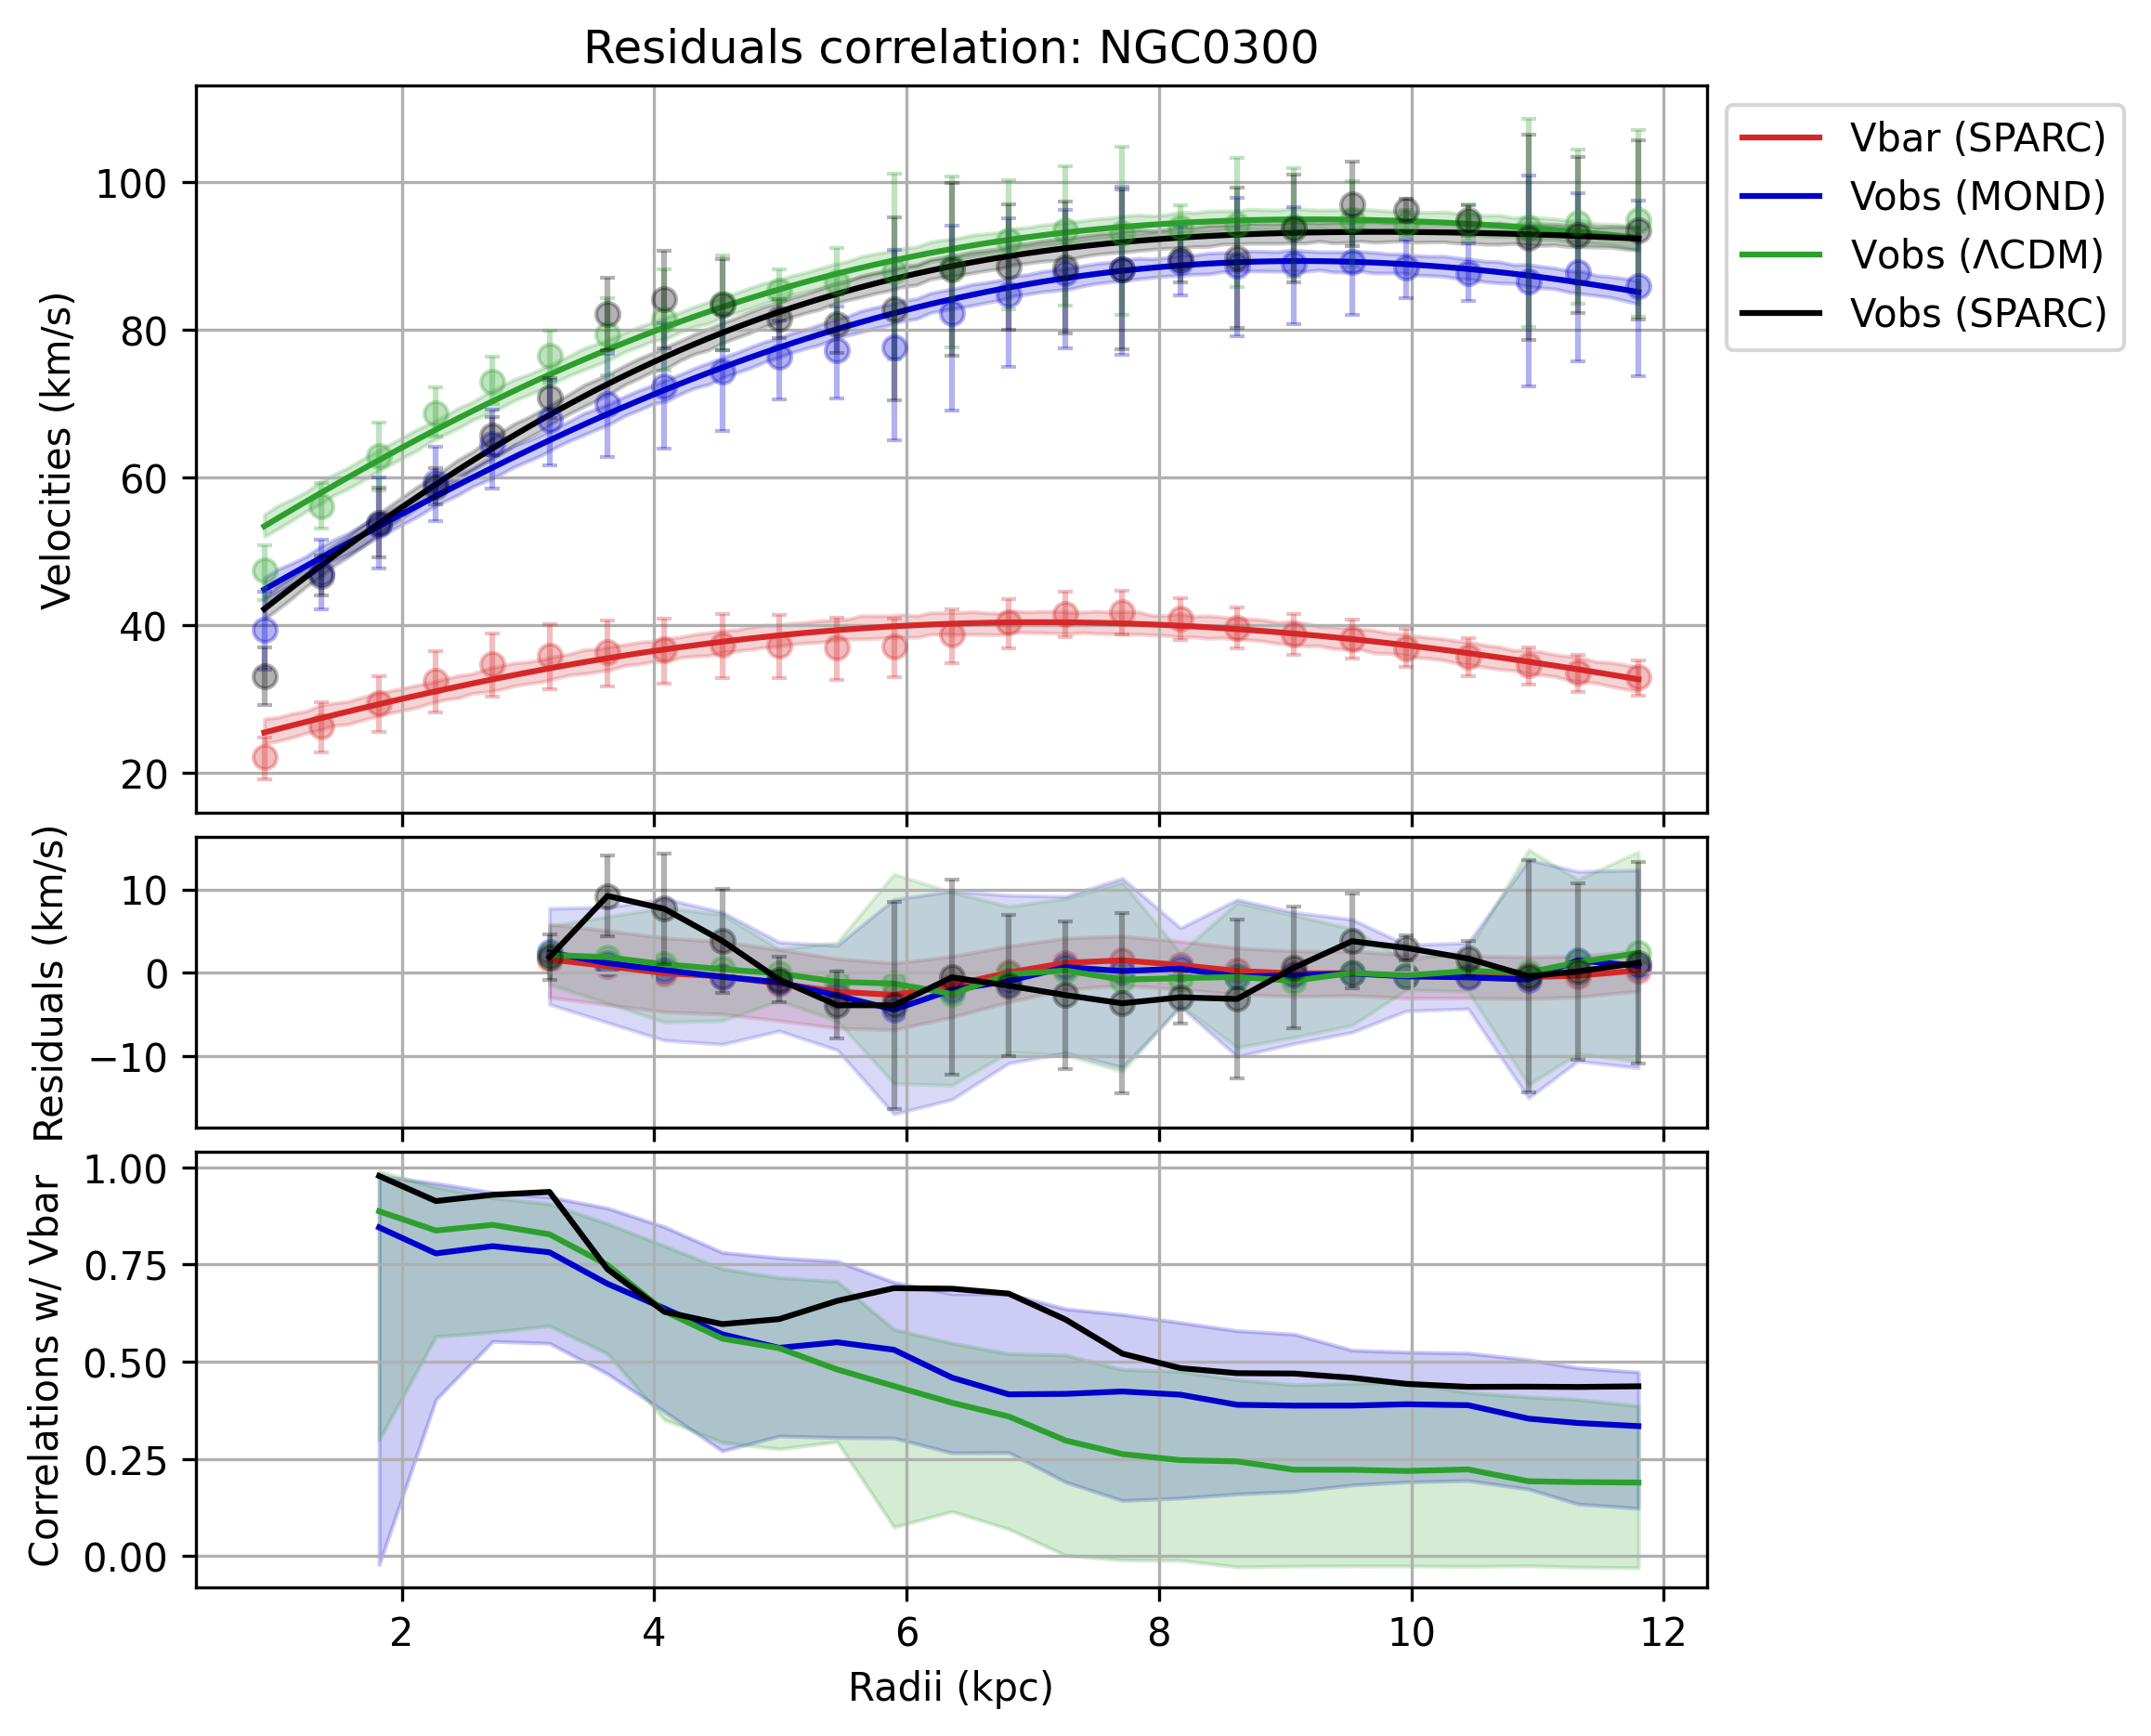 Residuals correlation: NGC0300
Velocities (km/s)
100
80
60
40
20
Vbar (SPARC)
Vobs (MOND)
Vobs (ΛCDM)
Vobs (SPARC)
Residuals (km/s)
10
0
−10
Correlations w/ Vbar
1.00
0.75
0.50
0.25
0.00
2 4 6 8 10 12
Radii (kpc)